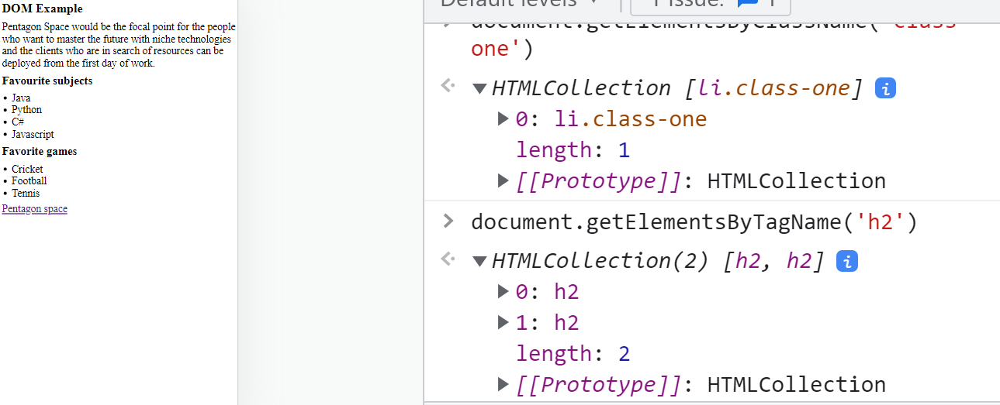 DOM Example
Pentagon Space would be the focal point for the people
who want to master the future with niche technologies
and the clients who are in search of resources can be
deployed from the first day of work.
Favourite subjects
• Java
• Python
• C#
• Javascript
Favorite games
• Cricket
• Football
• Tennis
Pentagon space
Default levels ▼ 1 Issue: 1
document.getElementsByClassName('class-
one')
▼ HTMLCollection [li.class-one] i
▶ 0: li.class-one
length: 1
▶ [[Prototype]]: HTMLCollection
> document.getElementsByTagName('h2')
▼ HTMLCollection(2) [h2, h2] i
▶ 0: h2
▶ 1: h2
length: 2
▶ [[Prototype]]: HTMLCollection